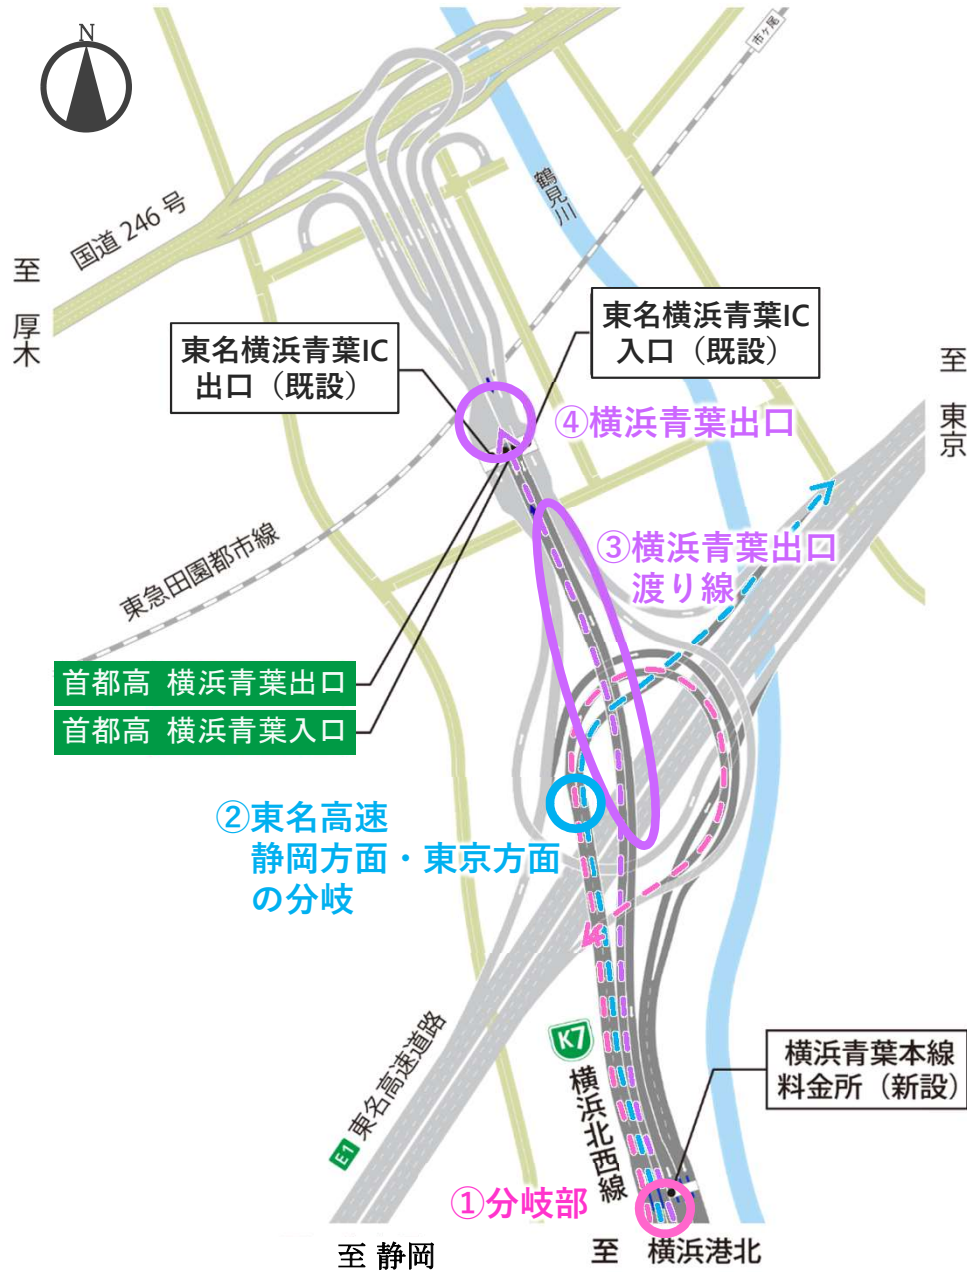 N
市ヶ尾
鶴見川
国道 246 号
至 厚木
東名横浜青葉IC
出口（既設）
東名横浜青葉IC
入口（既設）
至 東京
④横浜青葉出口
③横浜青葉出口
渡り線
東急田園都市線
首都高 横浜青葉出口
首都高 横浜青葉入口
②東名高速
静岡方面・東京方面
の分岐
K7
横浜北西線
E1 東名高速道路
横浜青葉本線
料金所（新設）
①分岐部
至 静岡
至 横浜港北